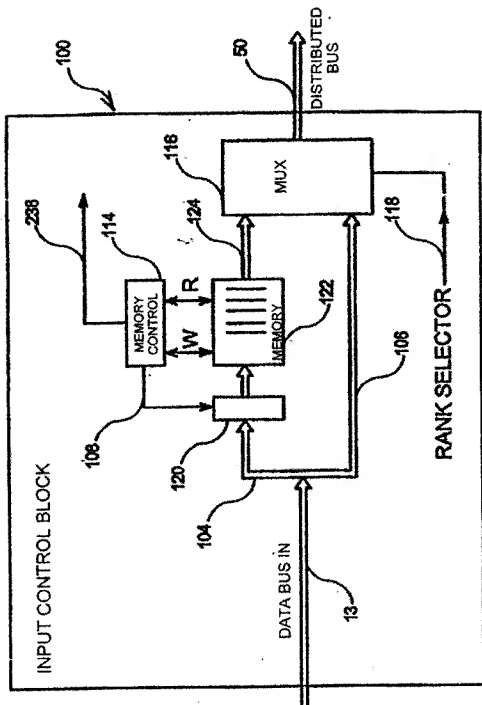 INPUT CONTROL BLOCK
100
238
114
MEMORY
CONTROL
108
W
R
120
MEMORY
122
124
116
MUX
50
DISTRIBUTED
BUS
104
106
118
RANK SELECTOR
DATA BUS IN
13